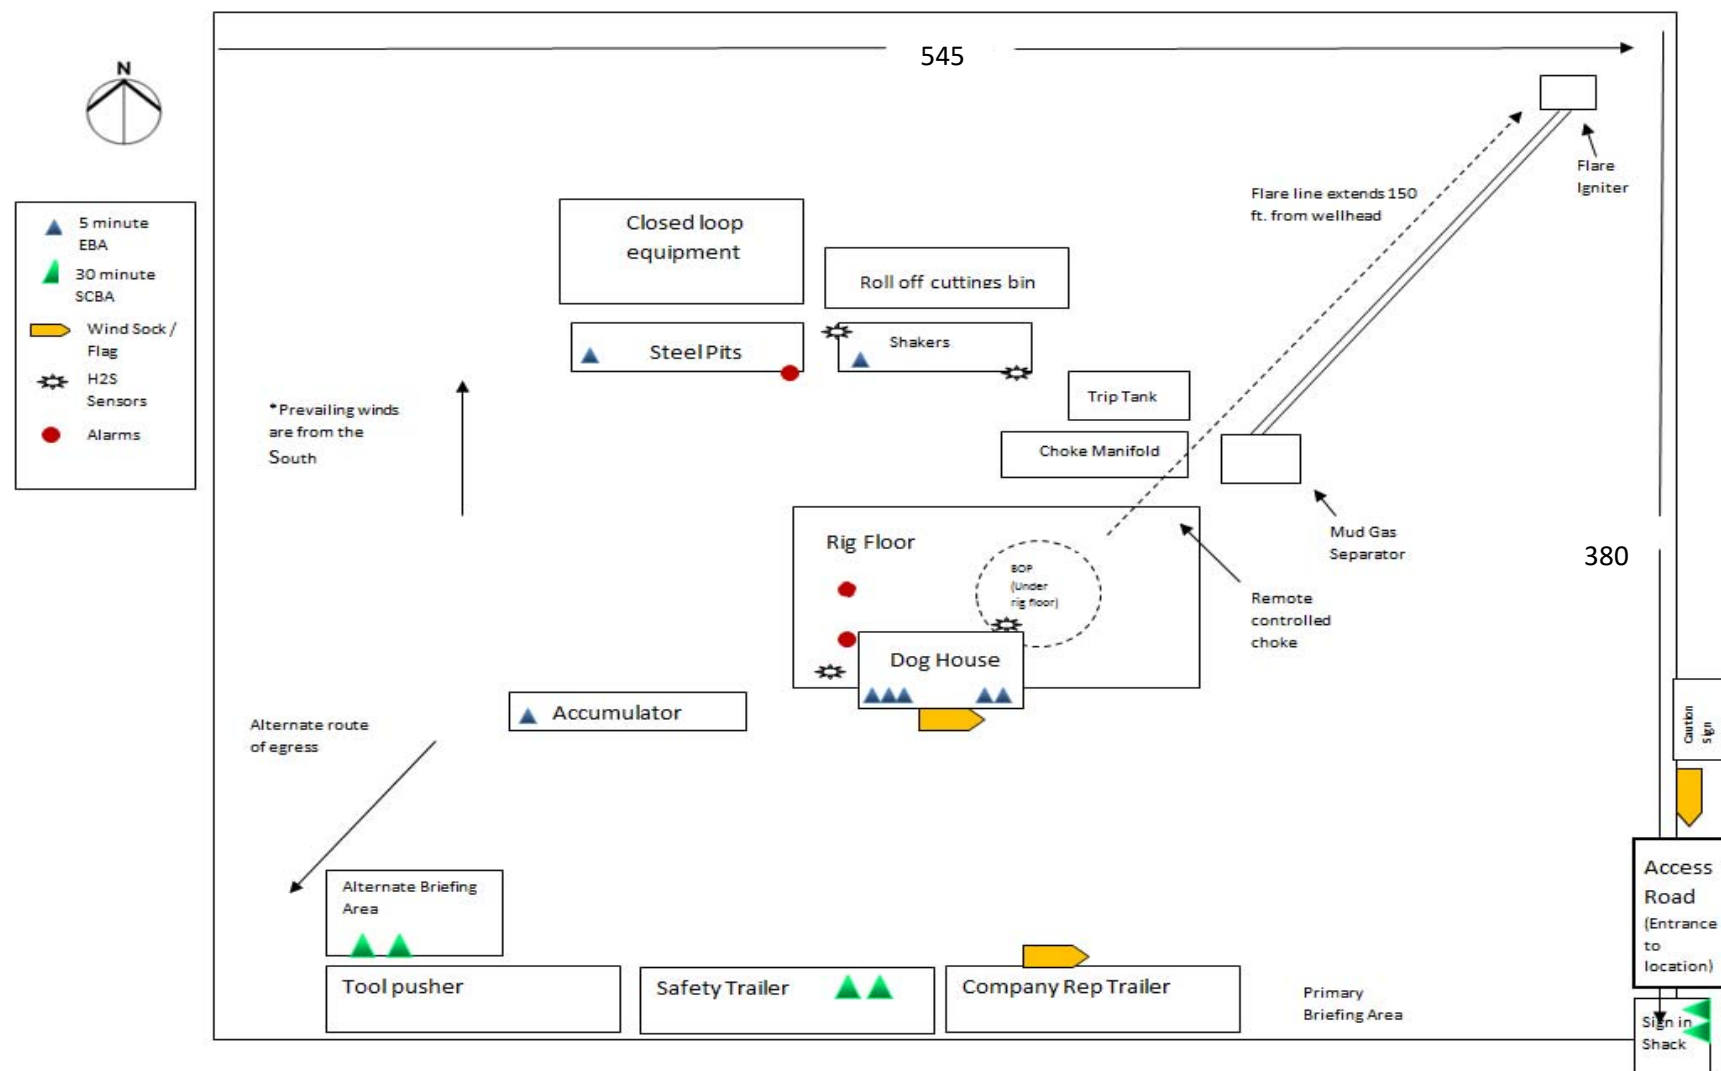 545
N
5 minute
EBA
30 minute
SCBA
Wind Sock /
Flag
H2S
Sensors
Alarms
Flare
Igniter
Flare line extends 150
ft. from wellhead
Closed loop
equipment
Roll off cuttings bin
Steel Pits
Shakers
Trip Tank
Choke Manifold
*Prevailing winds
are from the
South
Mud Gas
Separator
380
Rig Floor
BOP
(Under
rig floor)
Remote
controlled
choke
Dog House
Accumulator
Alternate route
of egress
Caution
Sign
Access
Road
(Entrance
to
location)
Alternate Briefing
Area
Tool pusher
Safety Trailer
Company Rep Trailer
Primary
Briefing Area
Sign in
Shack